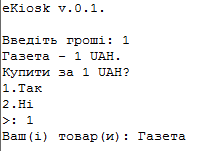 eKiosk v.0.1.
Введіть гроші: 1
Газета - 1 UAH.
Купити за 1 UAH?
1.Так
2.Ні
>: 1
Ваш(і) товар(и): Газета